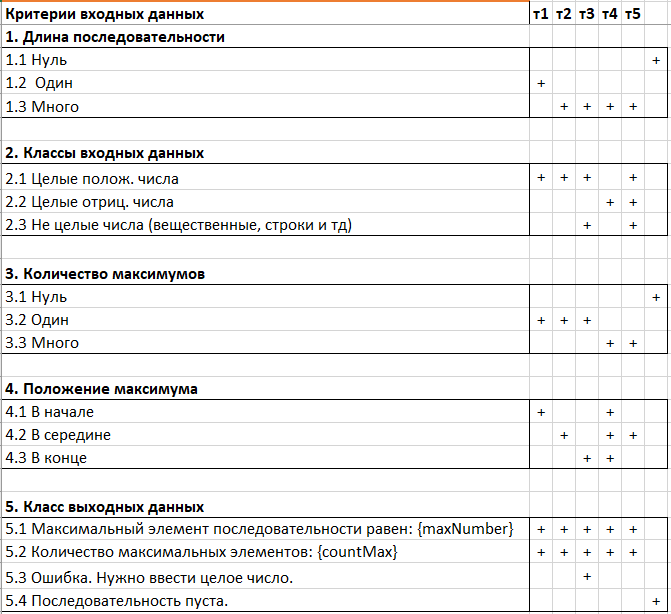 Критерии входных данных т1 т2 т3 т4 т5
1. Длина последовательности
1.1 Нуль +
1.2 Один +
1.3 Много + + + +
2. Классы входных данных
2.1 Целые полож. числа + + + +
2.2 Целые отриц. числа + +
2.3 Не целые числа (вещественные, строки и тд) + +
3. Количество максимумов
3.1 Нуль +
3.2 Один + + +
3.3 Много + +
4. Положение максимума
4.1 В начале + +
4.2 В середине + + +
4.3 В конце + +
5. Класс выходных данных
5.1 Максимальный элемент последовательности равен: {maxNumber} + + + + +
5.2 Количество максимальных элементов: {countMax} + + + + +
5.3 Ошибка. Нужно ввести целое число. +
5.4 Последовательность пуста. +